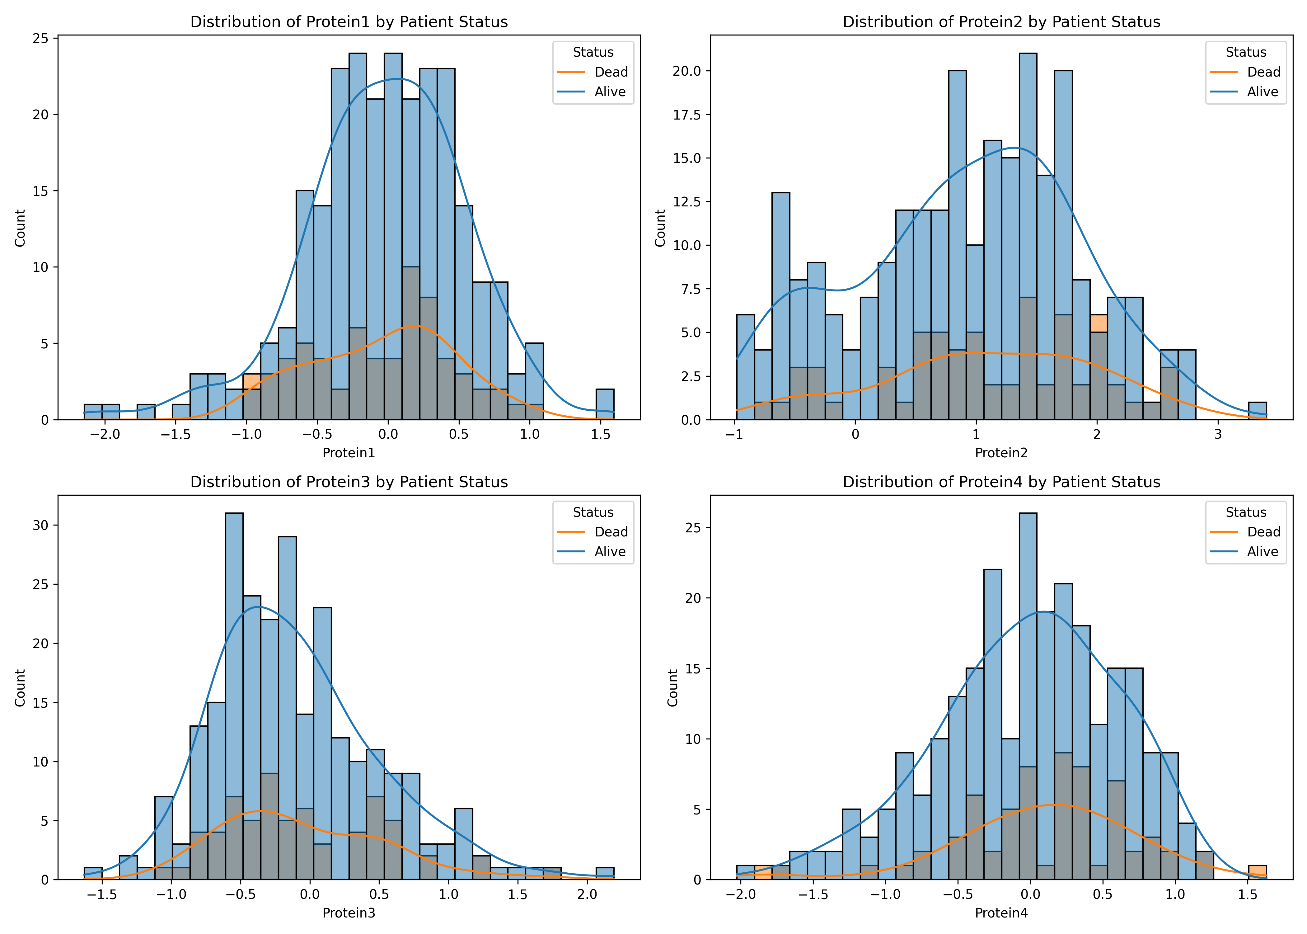 Distribution of Protein1 by Patient Status
25
20
15
10
5
0
Count
−2.0 −1.5 −1.0 −0.5 0.0 0.5 1.0 1.5
Protein1
Status
Dead
Alive
Distribution of Protein2 by Patient Status
20.0
17.5
15.0
12.5
10.0
7.5
5.0
2.5
0.0
Count
−1 0 1 2 3
Protein2
Status
Dead
Alive
Distribution of Protein3 by Patient Status
30
25
20
15
10
5
0
Count
−1.5 −1.0 −0.5 0.0 0.5 1.0 1.5 2.0
Protein3
Status
Dead
Alive
Distribution of Protein4 by Patient Status
25
20
15
10
5
0
Count
−2.0 −1.5 −1.0 −0.5 0.0 0.5 1.0 1.5
Protein4
Status
Dead
Alive